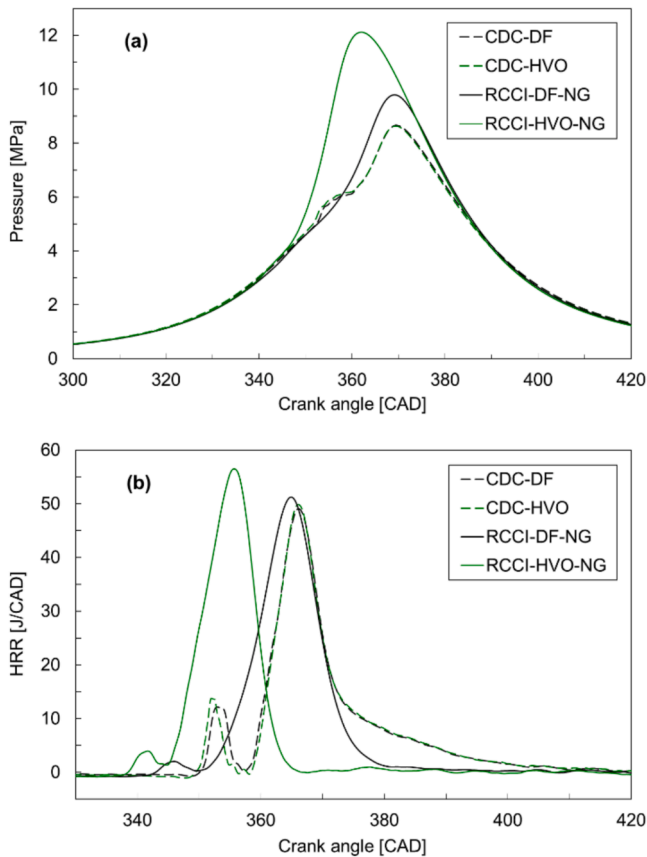 (a)
CDC-DF
CDC-HVO
RCCI-DF-NG
RCCI-HVO-NG
Pressure [MPa]
12
10
8
6
4
2
0
300 320 340 360 380 400 420
Crank angle [CAD]
(b)
CDC-DF
CDC-HVO
RCCI-DF-NG
RCCI-HVO-NG
HRR [J/CAD]
60
50
40
30
20
10
0
340 360 380 400 420
Crank angle [CAD]